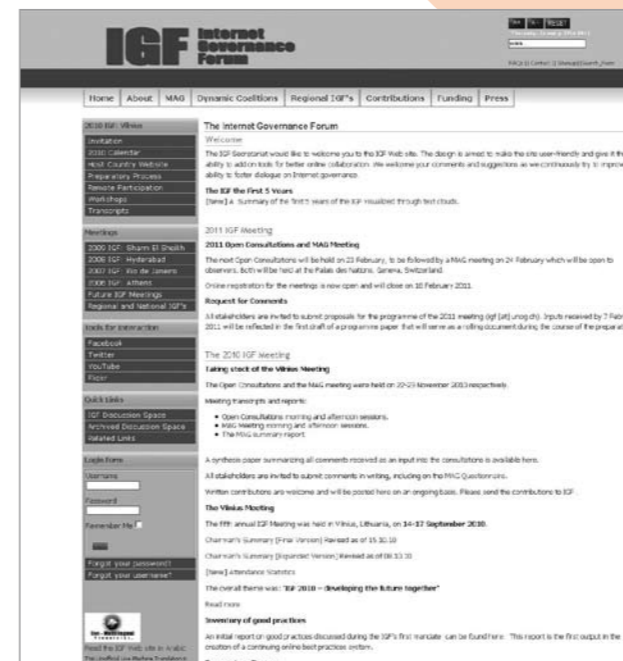 IGF Internet
Governance
Forum
RESET
Home About MAG Dynamic Coalitions Regional IGF's Contributions Funding Press
2010 IGF: Vilnius
Invitation
2010 Calendar
Host Country Website
Preparatory Process
Remote Participation
Workshops
Transcripts
Meetings
2009 IGF: Sharm El Sheikh
2008 IGF: Hyderabad
2007 IGF: Rio de Janeiro
2006 IGF: Athens
Future IGF Meetings
Regional and National IGF's
Tools for Interaction
Facebook
Twitter
YouTube
Flickr
Quick Links
IGF Discussion Space
Archived Discussion Space
Related Links
Login Form
Username
Password
Remember Me
Forgot your password?
Forgot your username?
Read the IGF Web site in Arabic
The Internet Governance Forum
Welcome
The IGF Secretariat would like to welcome you to the IGF Web site. The design is aimed to make the site user-friendly and give it the
ability to add on tools for better online collaboration. We welcome your comments and suggestions as we continously try to improve
ability to foster dialogue on Internet governance.
The IGF the First 5 Years
[New] A Summary of the first 5 years of the IGF visualized through text clouds.
2011 IGF Meeting
2011 Open Consultations and MAG Meeting
The next Open Consultations will be held on 23 February, to be followed by a MAG meeting on 24 February which will be open to
observers. Both will be held at the Palais des Nations, Geneva, Switzerland.
Online registration for the meetings is now open and will close on 18 February 2011.
Request for Comments
All stakeholders are invited to submit proposals for the programme of the 2011 meeting (igf [at] unog.ch). Inputs received by 7 Feb
2011 will be reflected in the first draft of a programme paper that will serve as a rolling document during the course of the preparat
The 2010 IGF Meeting
Taking stock of the Vilnius Meeting
The Open Consultations and the MAG meeting were held on 22-23 November 2010 respectively.
Meeting transcripts and reports:
• Open Consultations morning and afternoon sessions.
• MAG Meeting morning and afternoon sessions.
• The MAG summary report
A synthesis paper summarizing all comments received as an input into the consultations is available here.
All stakeholders are invited to submit comments in writing, including on the MAG Questionnaire.
Written contributions are welcome and will be posted here on an ongoing basis. Please send the contributions to IGF
The Vilnius Meeting
The fifth annual IGF Meeting was held in Vilnius, Lithuania, on 14-17 September 2010.
Chairman's Summary [Final Version] Revised as of 15.10.10
Chairman's Summary [Expanded Version] Revised as of 08.10.10
[New] Attendance Statistics
The overall theme was: "IGF 2010 – developing the future together"
Read more
Inventory of good practices
An initial report on good practices discussed during the IGF's first mandate can be found here. This report is the first output in the
creation of a continuing online best practices system.